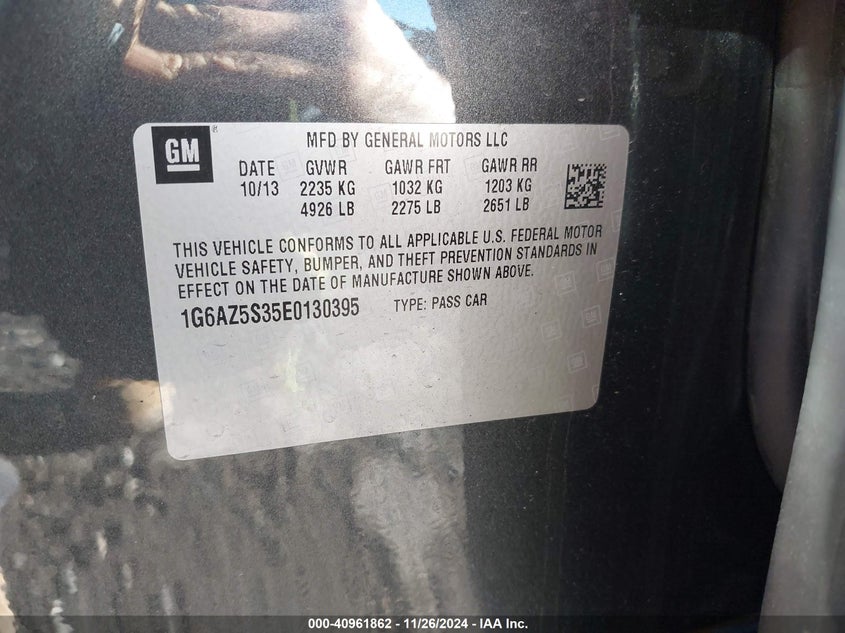 GM
MFD BY GENERAL MOTORS LLC
DATE GVWR GAWR FRT GAWR RR
10/13 2235 KG 1032 KG 1203 KG
4926 LB 2275 LB 2651 LB
THIS VEHICLE CONFORMS TO ALL APPLICABLE U.S. FEDERAL MOTOR
VEHICLE SAFETY, BUMPER, AND THEFT PREVENTION STANDARDS IN
EFFECT ON THE DATE OF MANUFACTURE SHOWN ABOVE.
1G6AZ5S35E0130395 TYPE: PASS CAR
000-40961862 - 11/26/2024 - IAA Inc.